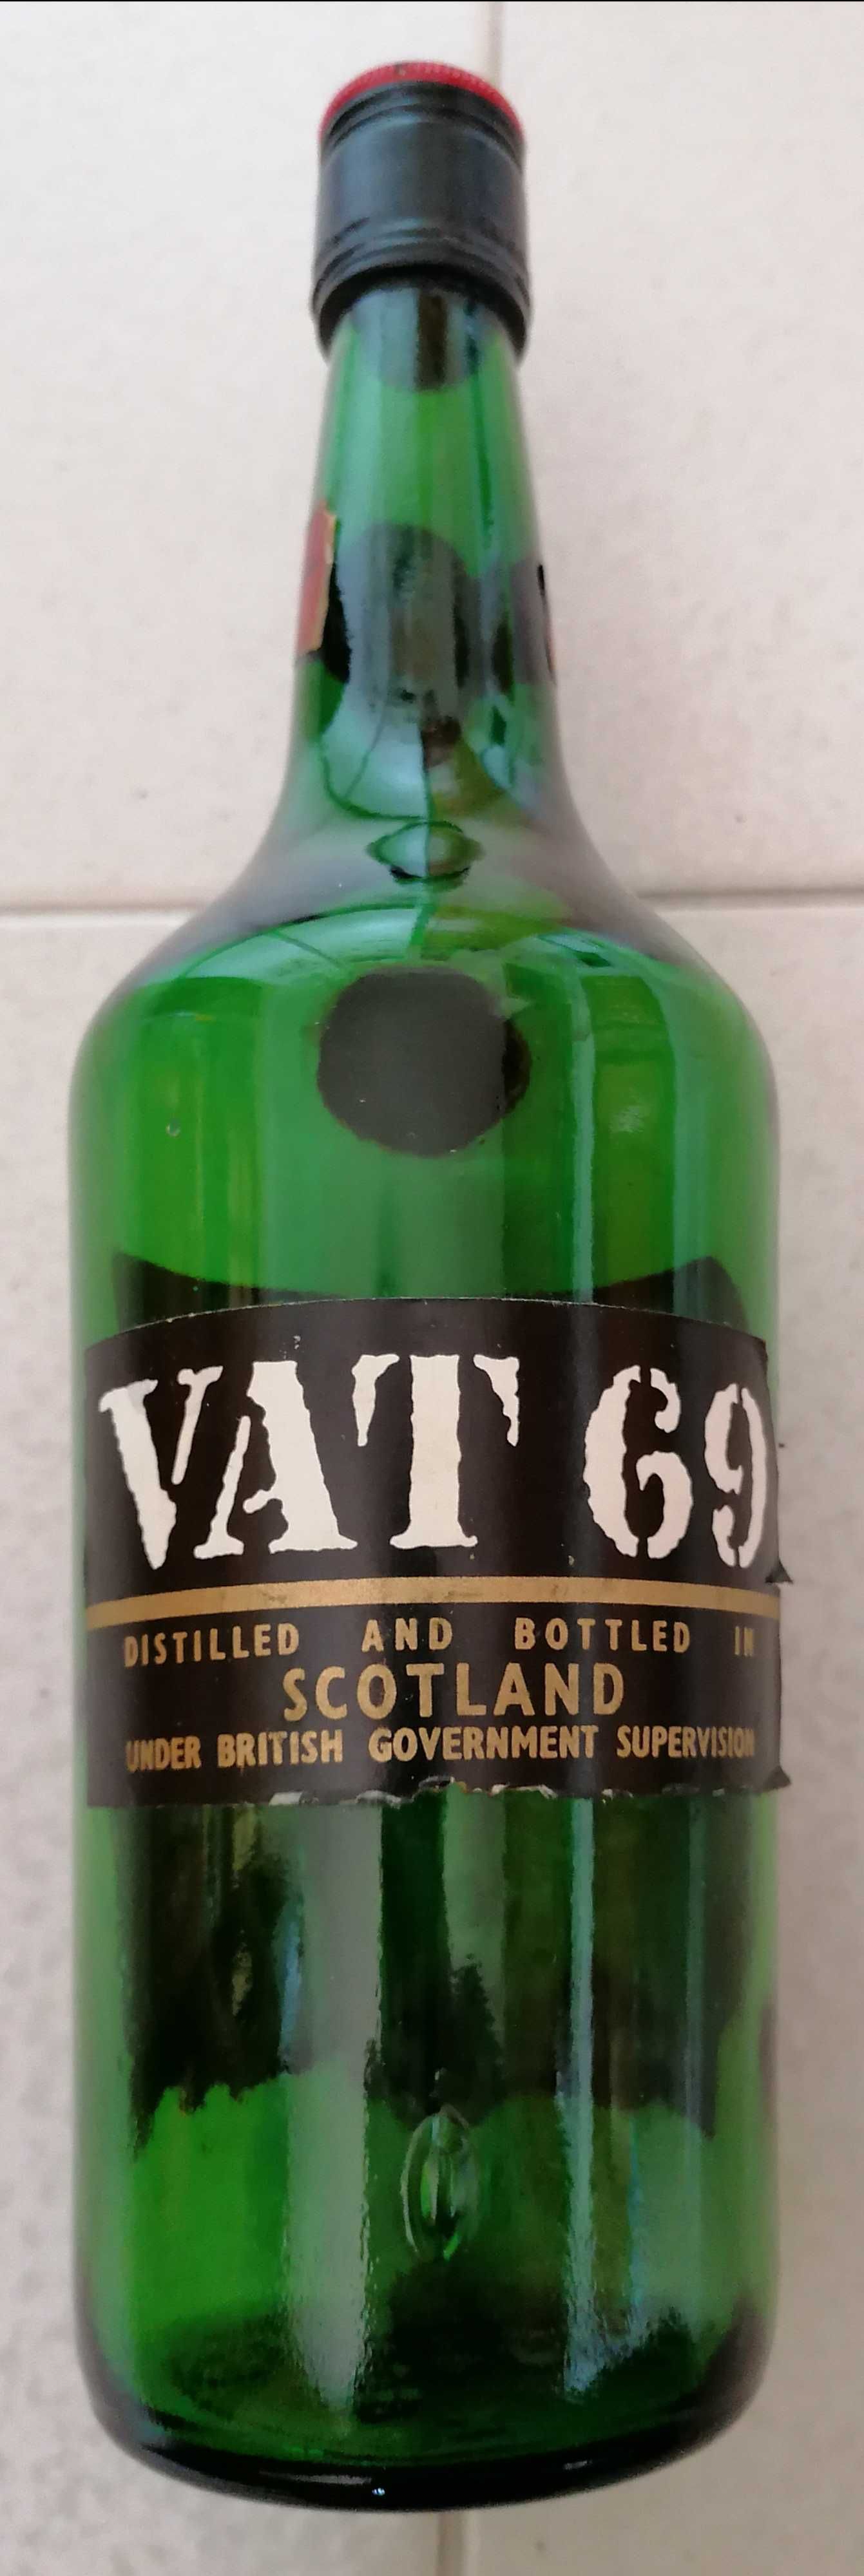 VAT 69
DISTILLED AND BOTTLED IN
SCOTLAND
UNDER BRITISH GOVERNMENT SUPERVISION